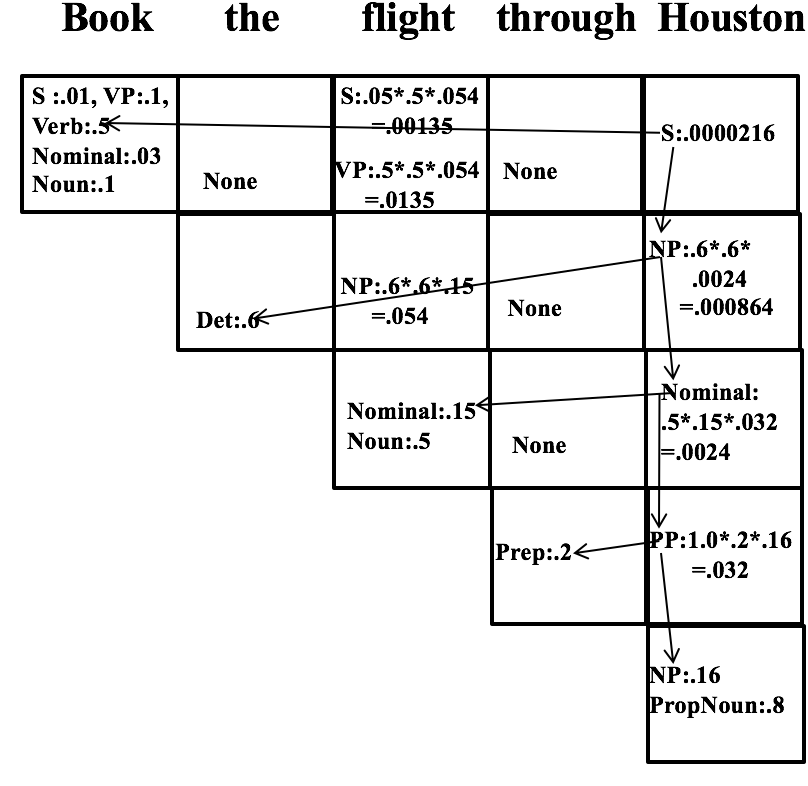 Book the flight through Houston
S :.01, VP:.1,
Verb:.5
Nominal:.03
Noun:.1
None
S:.05*.5*.054
=.00135
VP:.5*.5*.054
=.0135
None
S:.0000216
Det:.6
NP:.6*.6*.15
=.054
None
NP:.6*.6*
.0024
=.000864
Nominal:.15
Noun:.5
None
Nominal:
.5*.15*.032
=.0024
Prep:.2
PP:1.0*.2*.16
=.032
NP:.16
PropNoun:.8